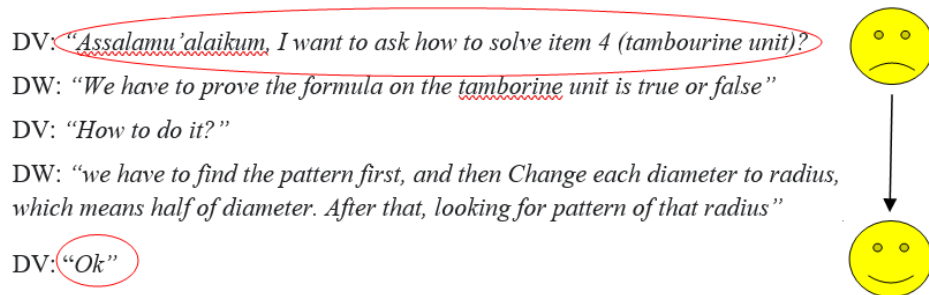 DV: “Assalamu’alaikum, I want to ask how to solve item 4 (tambourine unit)?
DW: “We have to prove the formula on the tamborine unit is true or false”
DV: “How to do it?”
DW: “we have to find the pattern first, and then Change each diameter to radius,
which means half of diameter. After that, looking for pattern of that radius”
DV: “Ok”